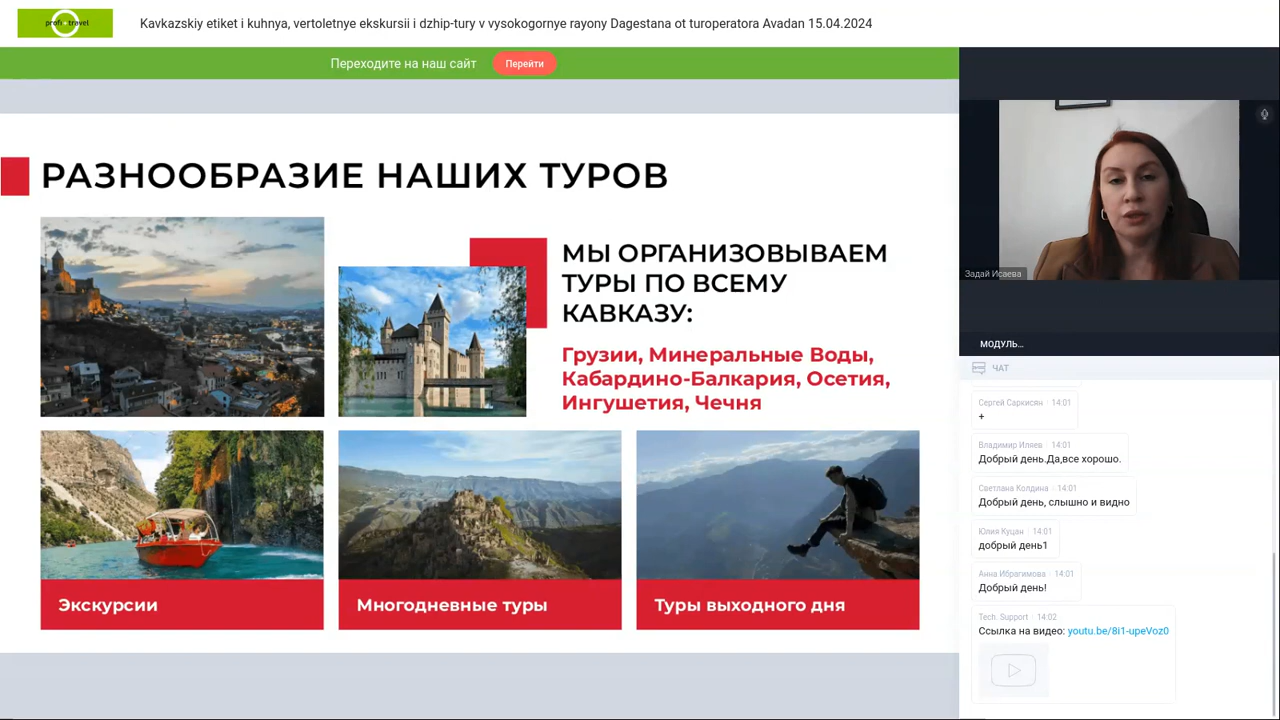 profi travel
Kavkazskiy etiket i kuhnya, vertoletnye ekskursii i dzhip-tury v vysokogornye rayony Dagestana ot turoperatora Avalon 15.04.2024
Переходите на наш сайт
Перейти
РАЗНООБРАЗИЕ НАШИХ ТУРОВ
МЫ ОРГАНИЗОВЫВАЕМ
ТУРЫ ПО ВСЕМУ
КАВКАЗУ:
Грузии, Минеральные Воды,
Кабардино-Балкария, Осетия,
Ингушетия, Чечня
Экскурсии
Многодневные туры
Туры выходного дня
Задай Исаева
МОДУЛЬ...
ЧАТ
Сергей Саркисян 14:01
+
Владимир Иляев 14:01
Добрый день.Да,все хорошо.
Светлана Колдина 14:01
Добрый день, слышно и видно
Юлия Куцан 14:01
добрый день1
Анна Ибрагимова 14:01
Добрый день!
Tech. Support 14:02
Ссылка на видео: youtu.be/8i1-upeVoz0